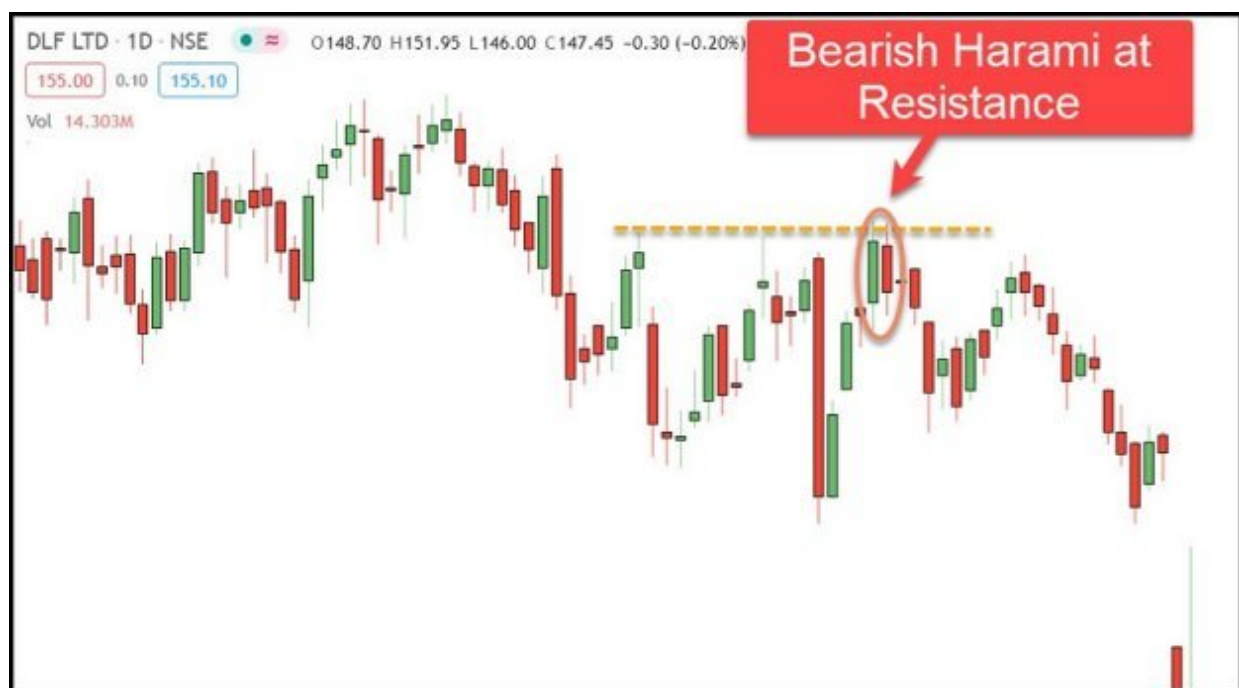 DLF LTD · 1D · NSE ≈ O148.70 H151.95 L146.00 C147.45 −0.30 (−0.20%)
155.00 0.10 155.10
Vol 14.303M
Bearish Harami at
Resistance